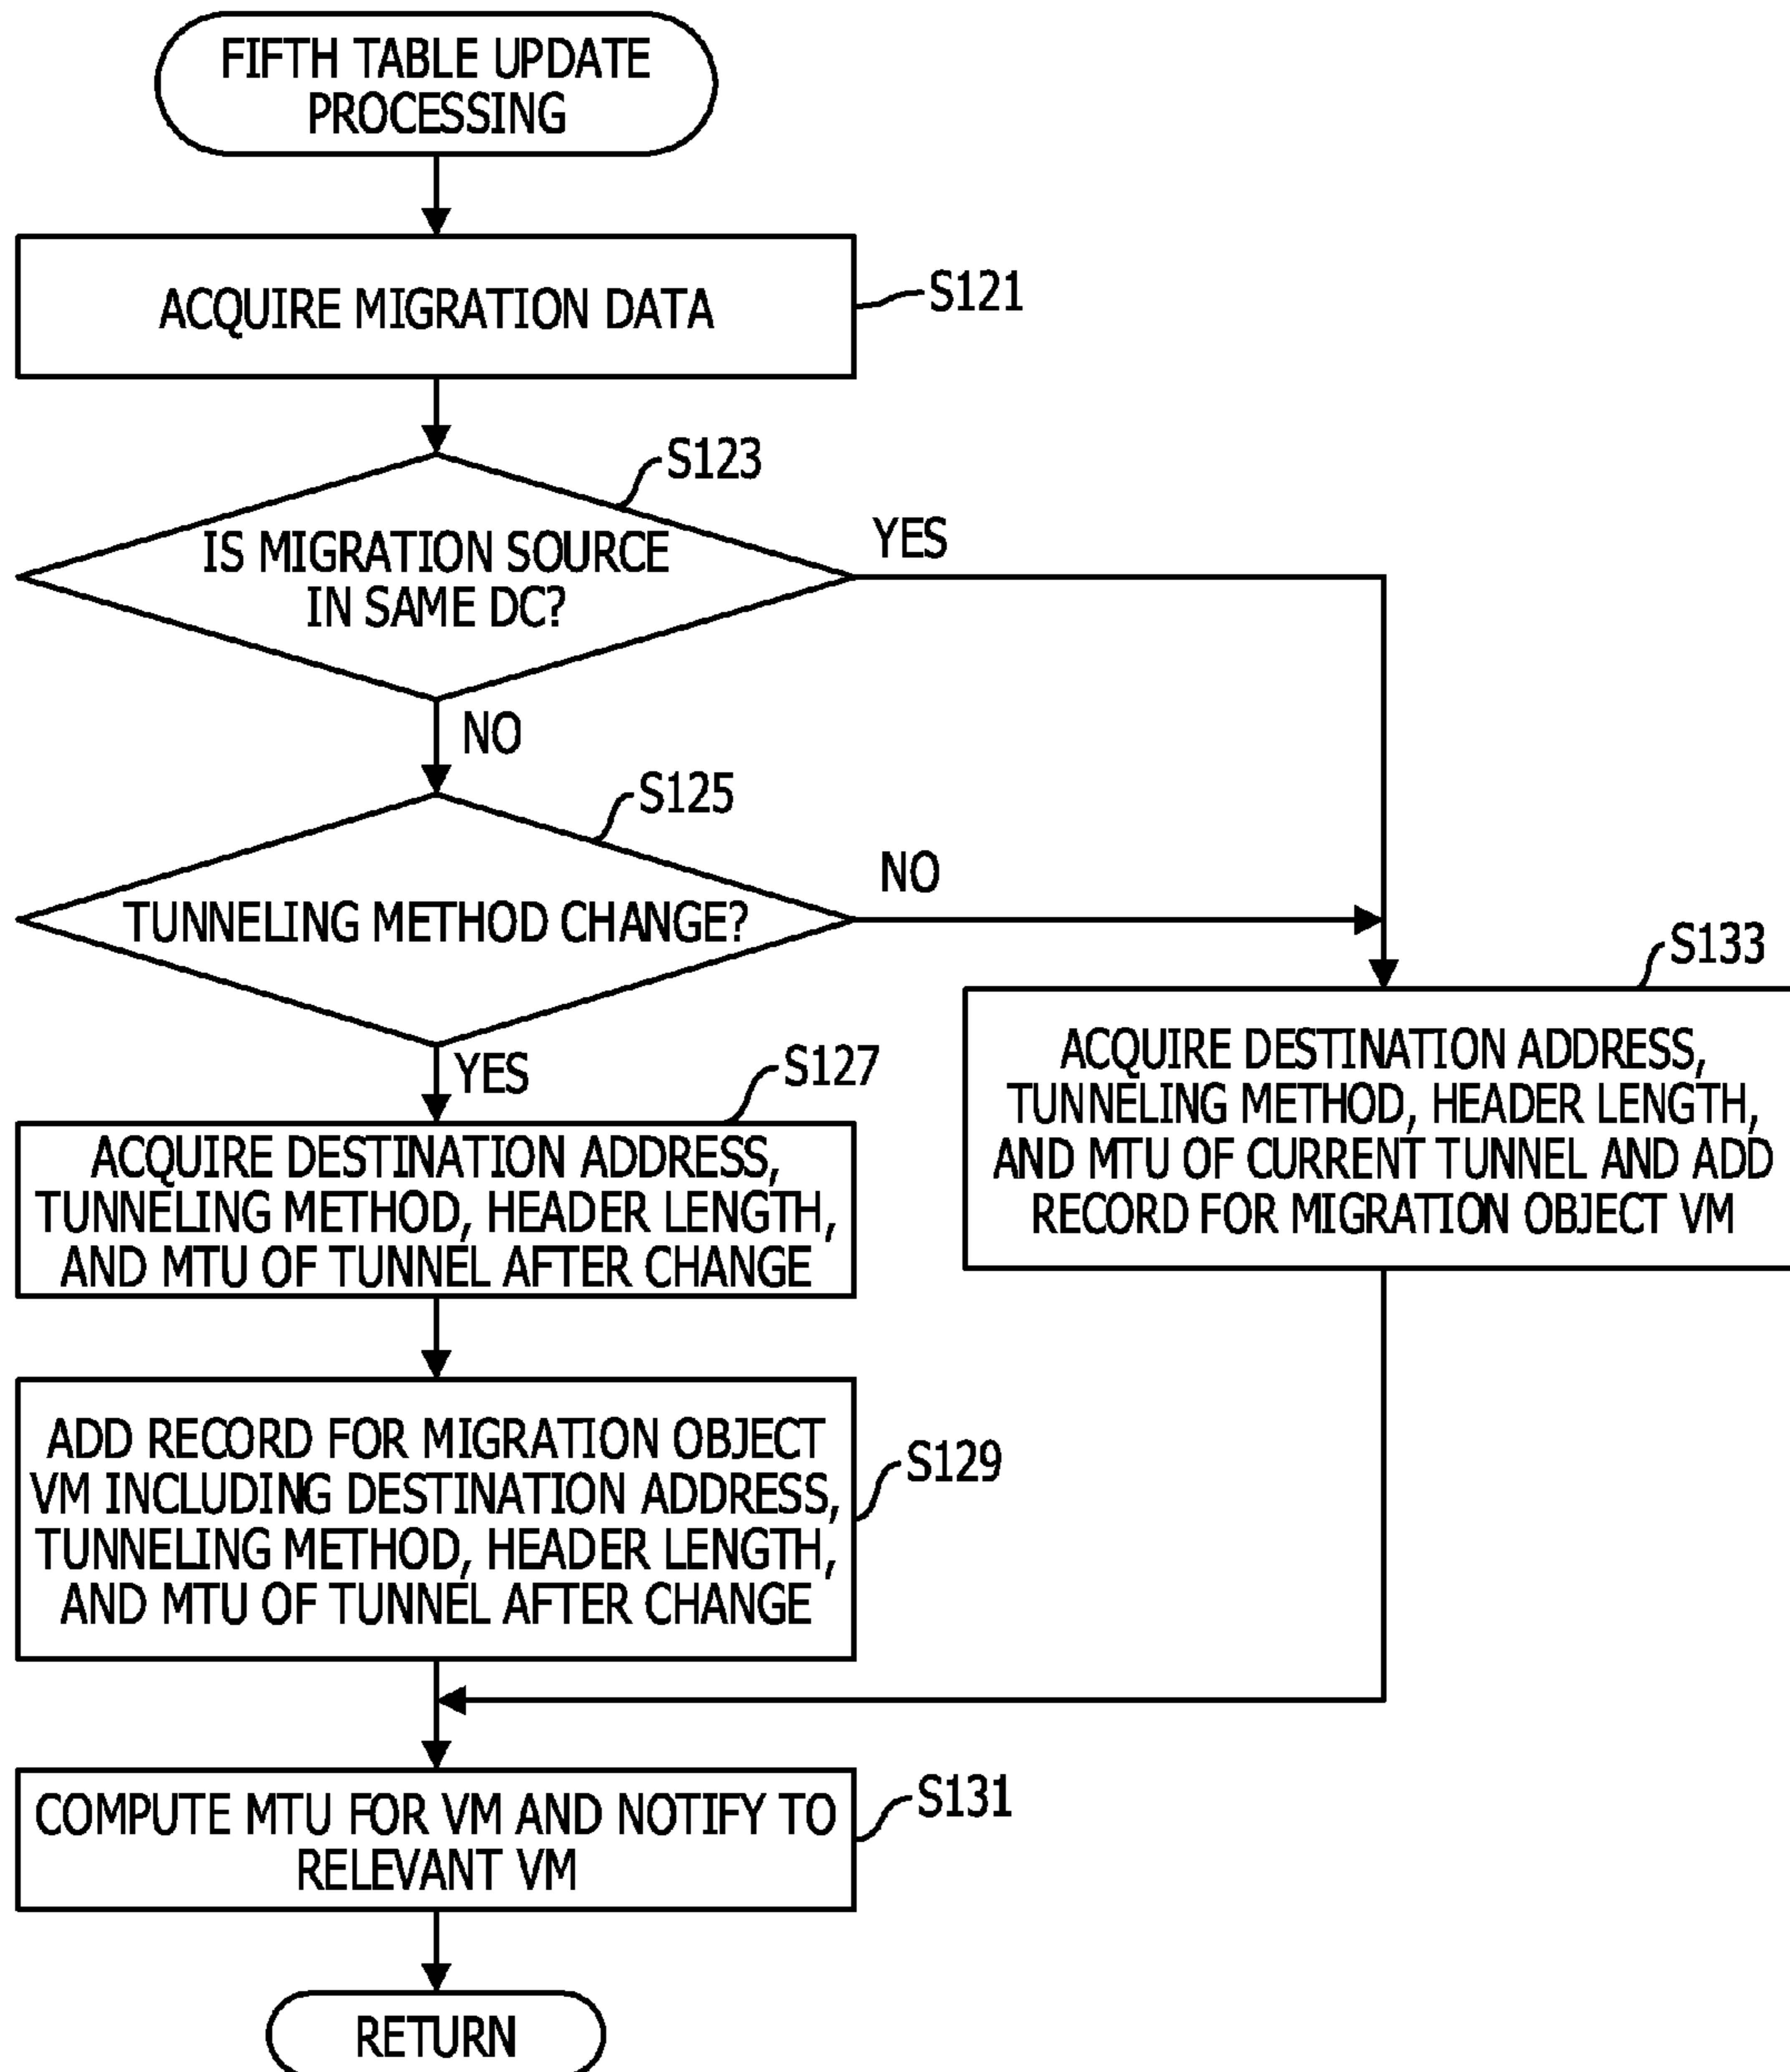 FIFTH TABLE UPDATE
PROCESSING
ACQUIRE MIGRATION DATA
S121
S123
IS MIGRATION SOURCE
IN SAME DC?
YES
NO
S125
TUNNELING METHOD CHANGE?
NO
YES
S133
ACQUIRE DESTINATION ADDRESS,
TUNNELING METHOD, HEADER LENGTH,
AND MTU OF CURRENT TUNNEL AND ADD
RECORD FOR MIGRATION OBJECT VM
S127
ACQUIRE DESTINATION ADDRESS,
TUNNELING METHOD, HEADER LENGTH,
AND MTU OF TUNNEL AFTER CHANGE
ADD RECORD FOR MIGRATION OBJECT
VM INCLUDING DESTINATION ADDRESS,
TUNNELING METHOD, HEADER LENGTH,
AND MTU OF TUNNEL AFTER CHANGE
S129
COMPUTE MTU FOR VM AND NOTIFY TO
RELEVANT VM
S131
RETURN